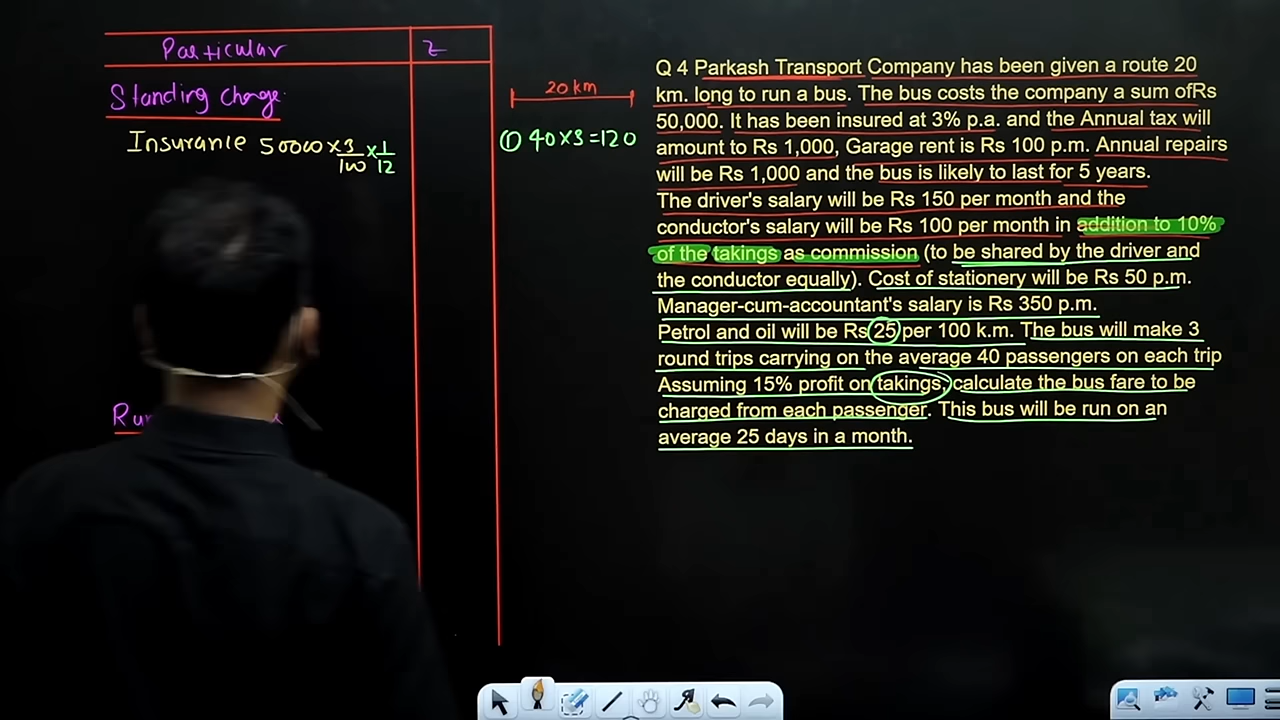 Particular ₹
Standing charge
Insurance 50000 × 3/100 × 1/12
20 km
① 40×3=120
Q 4 Parkash Transport Company has been given a route 20
km. long to run a bus. The bus costs the company a sum ofRs
50,000. It has been insured at 3% p.a. and the Annual tax will
amount to Rs 1,000, Garage rent is Rs 100 p.m. Annual repairs
will be Rs 1,000 and the bus is likely to last for 5 years.
The driver's salary will be Rs 150 per month and the
conductor's salary will be Rs 100 per month in addition to 10%
of the takings as commission (to be shared by the driver and
the conductor equally). Cost of stationery will be Rs 50 p.m.
Manager-cum-accountant's salary is Rs 350 p.m.
Petrol and oil will be Rs 25 per 100 k.m. The bus will make 3
round trips carrying on the average 40 passengers on each trip
Assuming 15% profit on takings, calculate the bus fare to be
charged from each passenger. This bus will be run on an
average 25 days in a month.